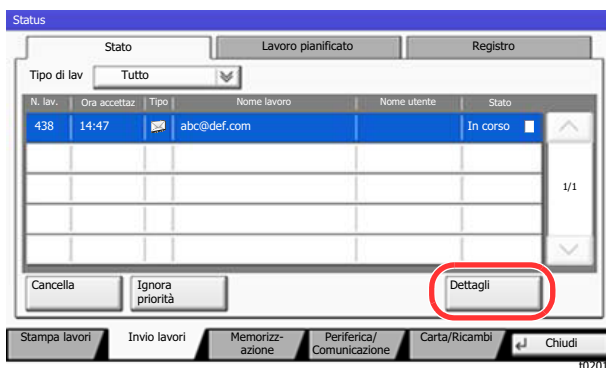 Status
Stato Lavoro pianificato Registro
Tipo di lav Tutto
N. lav. Ora accettaz Tipo Nome lavoro Nome utente Stato
438 14:47 abc@def.com In corso
1/1
Cancella Ignora priorità Dettagli
Stampa lavori Invio lavori Memorizz-
azione Periferica/
Comunicazione Carta/Ricambi Chiudi